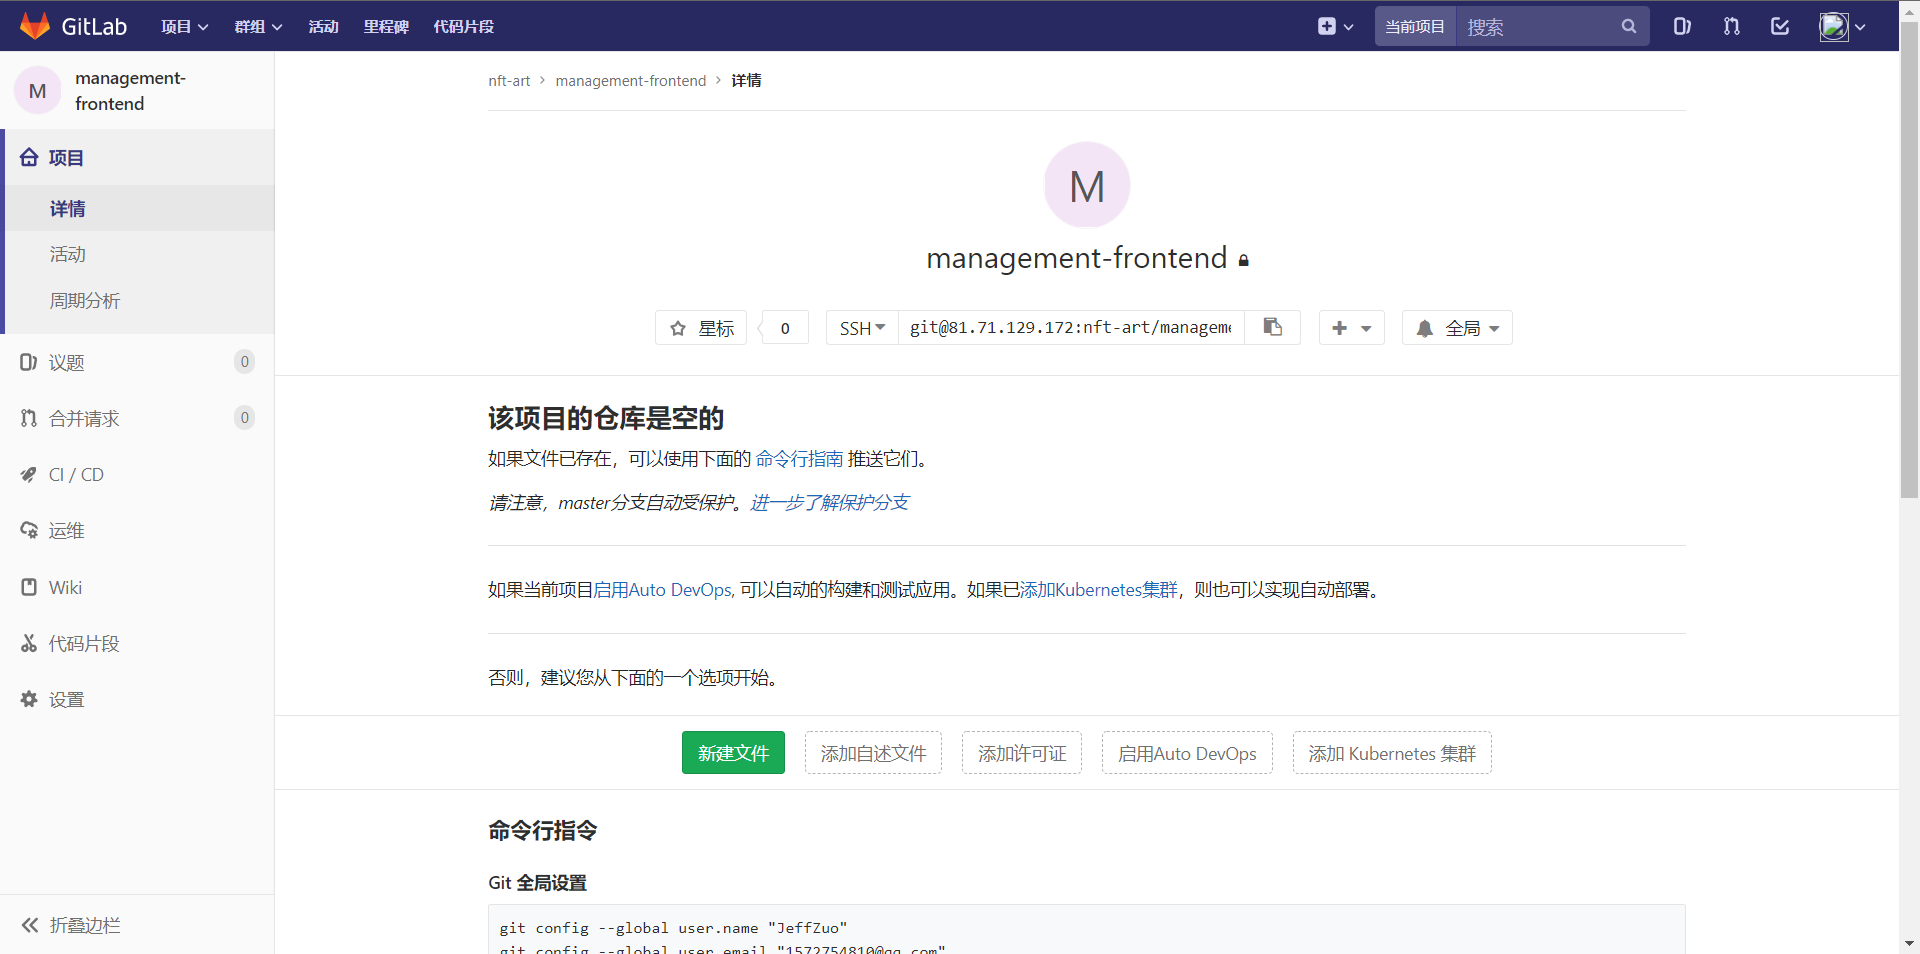 GitLab 项目 群组 活动 里程碑 代码片段 当前项目 搜索
M management-frontend
项目
详情
活动
周期分析
议题 0
合并请求 0
CI / CD
运维
Wiki
代码片段
设置
折叠边栏
nft-art > management-frontend > 详情
M
management-frontend
星标 0 SSH git@81.71.129.172:nft-art/manageme 全局
该项目的仓库是空的
如果文件已存在，可以使用下面的 命令行指南 推送它们。
请注意，master分支自动受保护。进一步了解保护分支
如果当前项目启用Auto DevOps, 可以自动的构建和测试应用。如果已添加Kubernetes集群，则也可以实现自动部署。
否则，建议您从下面的一个选项开始。
新建文件 添加自述文件 添加许可证 启用Auto DevOps 添加 Kubernetes 集群
命令行指令
Git 全局设置
git config --global user.name "JeffZuo"
git config --global user.email "1572754810@qq.com"